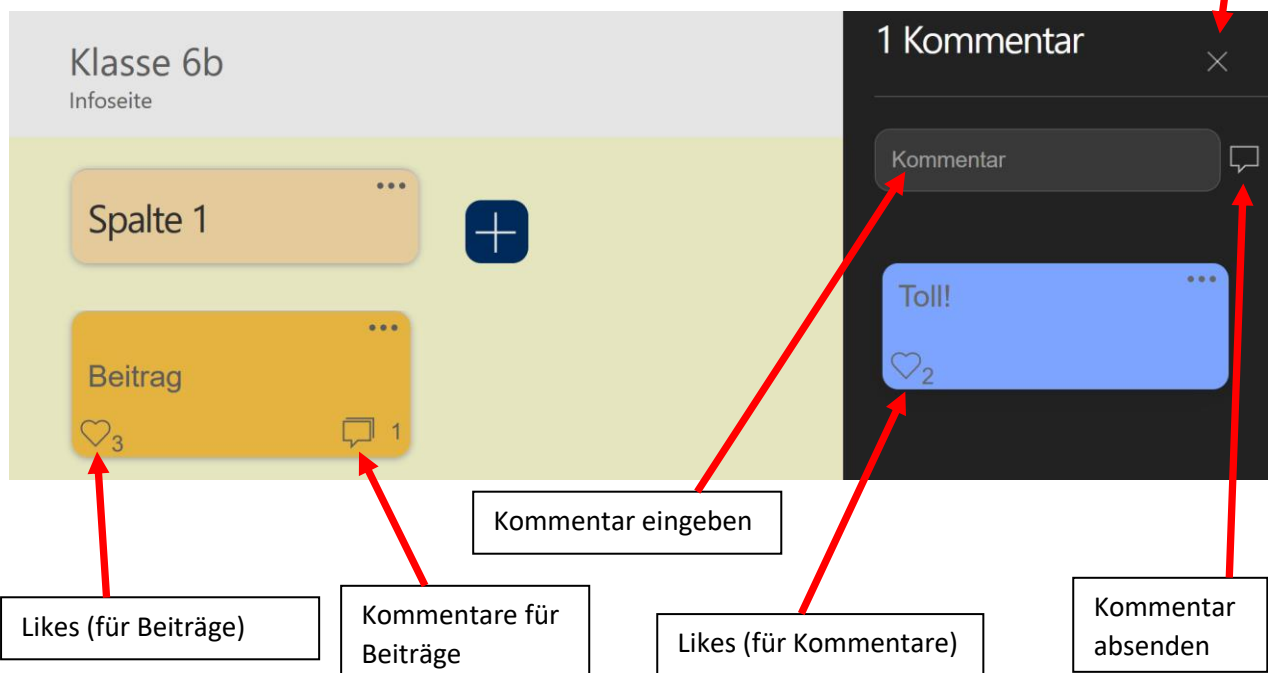 Klasse 6b
Infoseite
Spalte 1
Beitrag
3
1
1 Kommentar
Kommentar
Toll!
2
Kommentar eingeben
Likes (für Beiträge)
Kommentare für
Beiträge
Likes (für Kommentare)
Kommentar
absenden